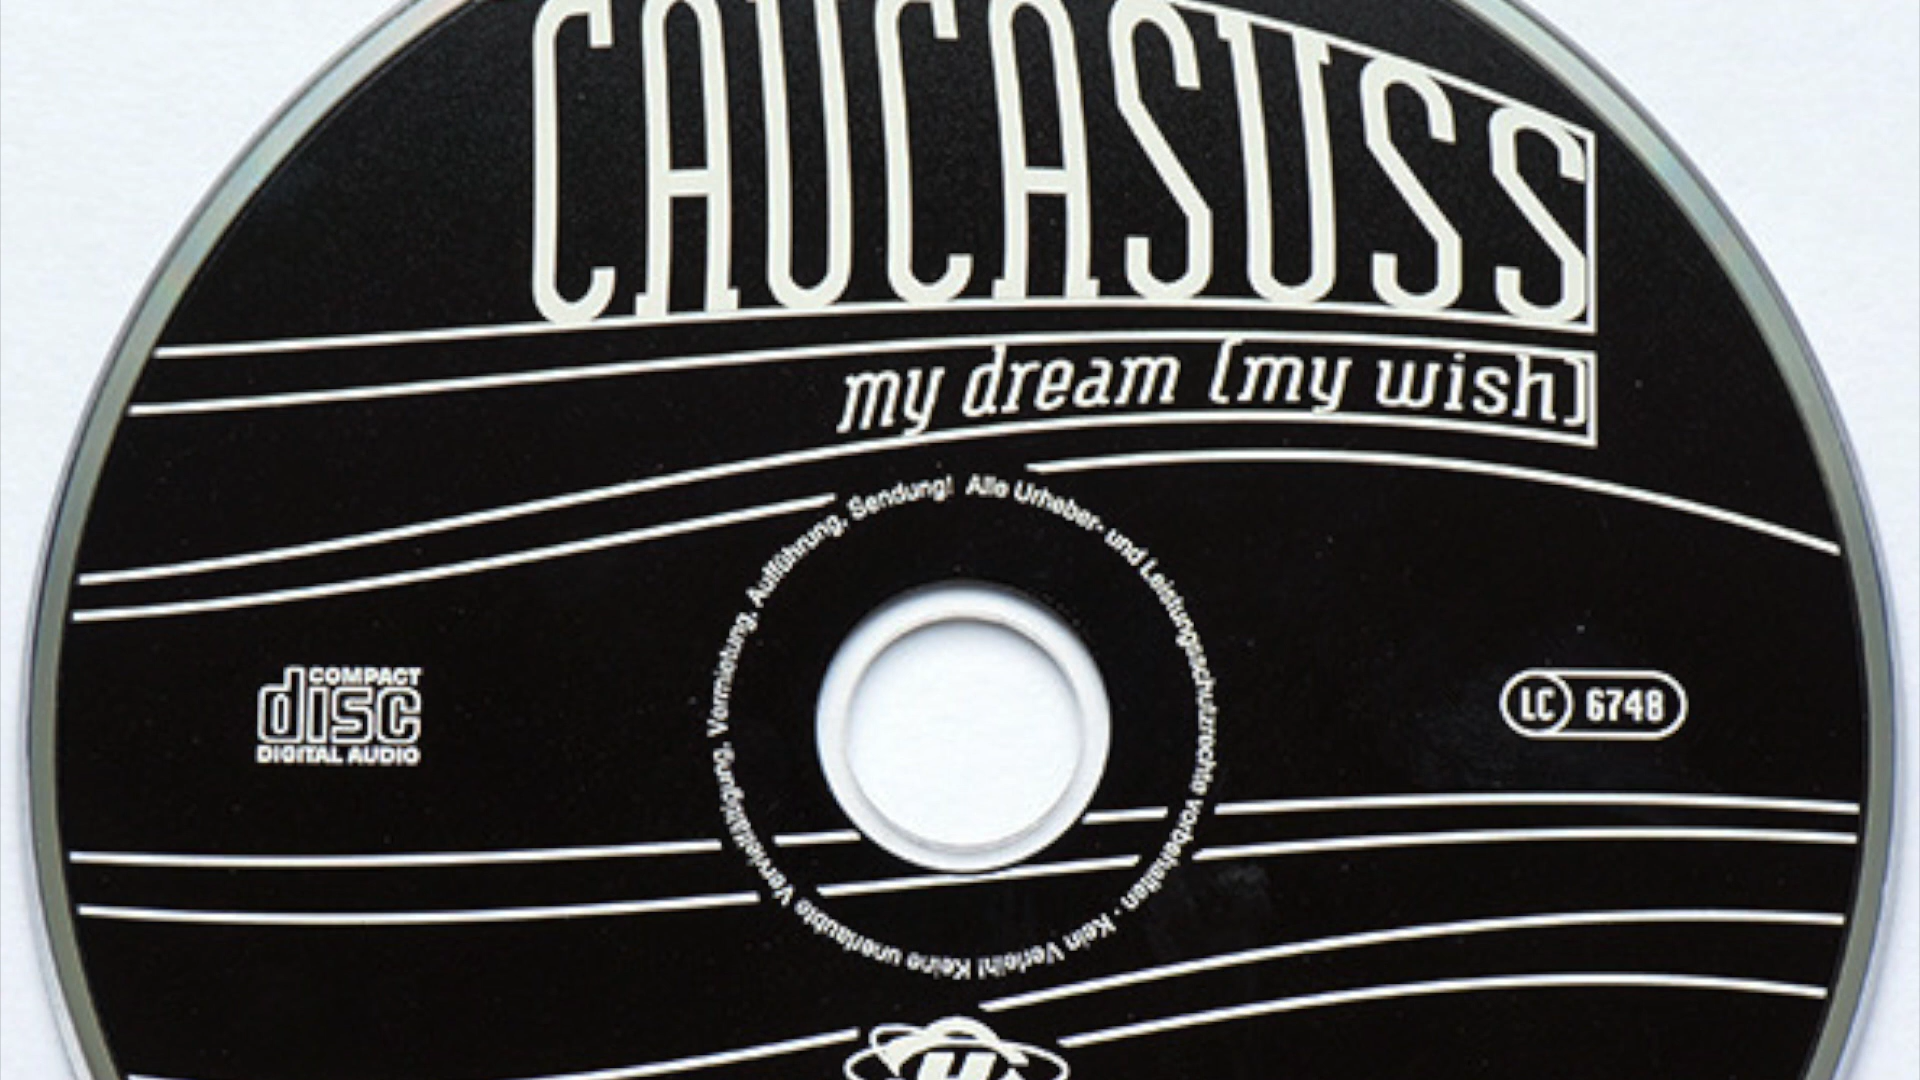 CAUCASUSS
my dream (my wish)
Alle Urheber- und Leistungsschutzrechte vorbehalten. Kein Verleih! Keine unerlaubte Vervielfältigung, Vermietung, Aufführung, Sendung!
COMPACT
disc
DIGITAL AUDIO
LC 6748
H